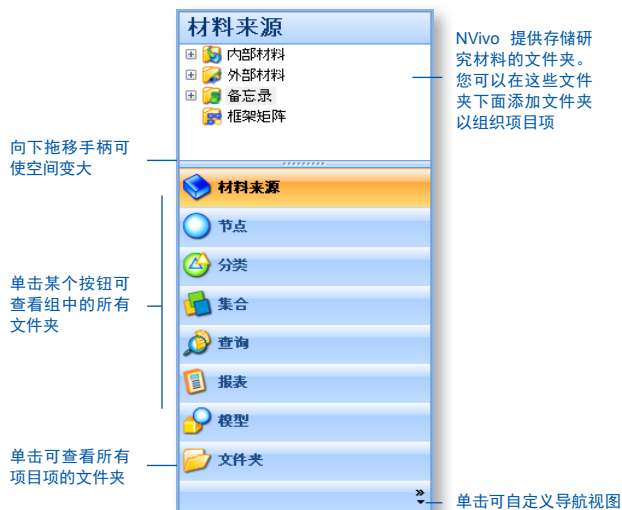 材料来源
内部材料
外部材料
备忘录
框架矩阵
NVivo 提供存储研
究材料的文件夹。
您可以在这些文件
夹下面添加文件夹
以组织项目项
向下拖移手柄可
使空间变大
材料来源
节点
分类
集合
查询
报表
模型
文件夹
单击某个按钮可
查看组中的所有
文件夹
单击可查看所有
项目项的文件夹
单击可自定义导航视图